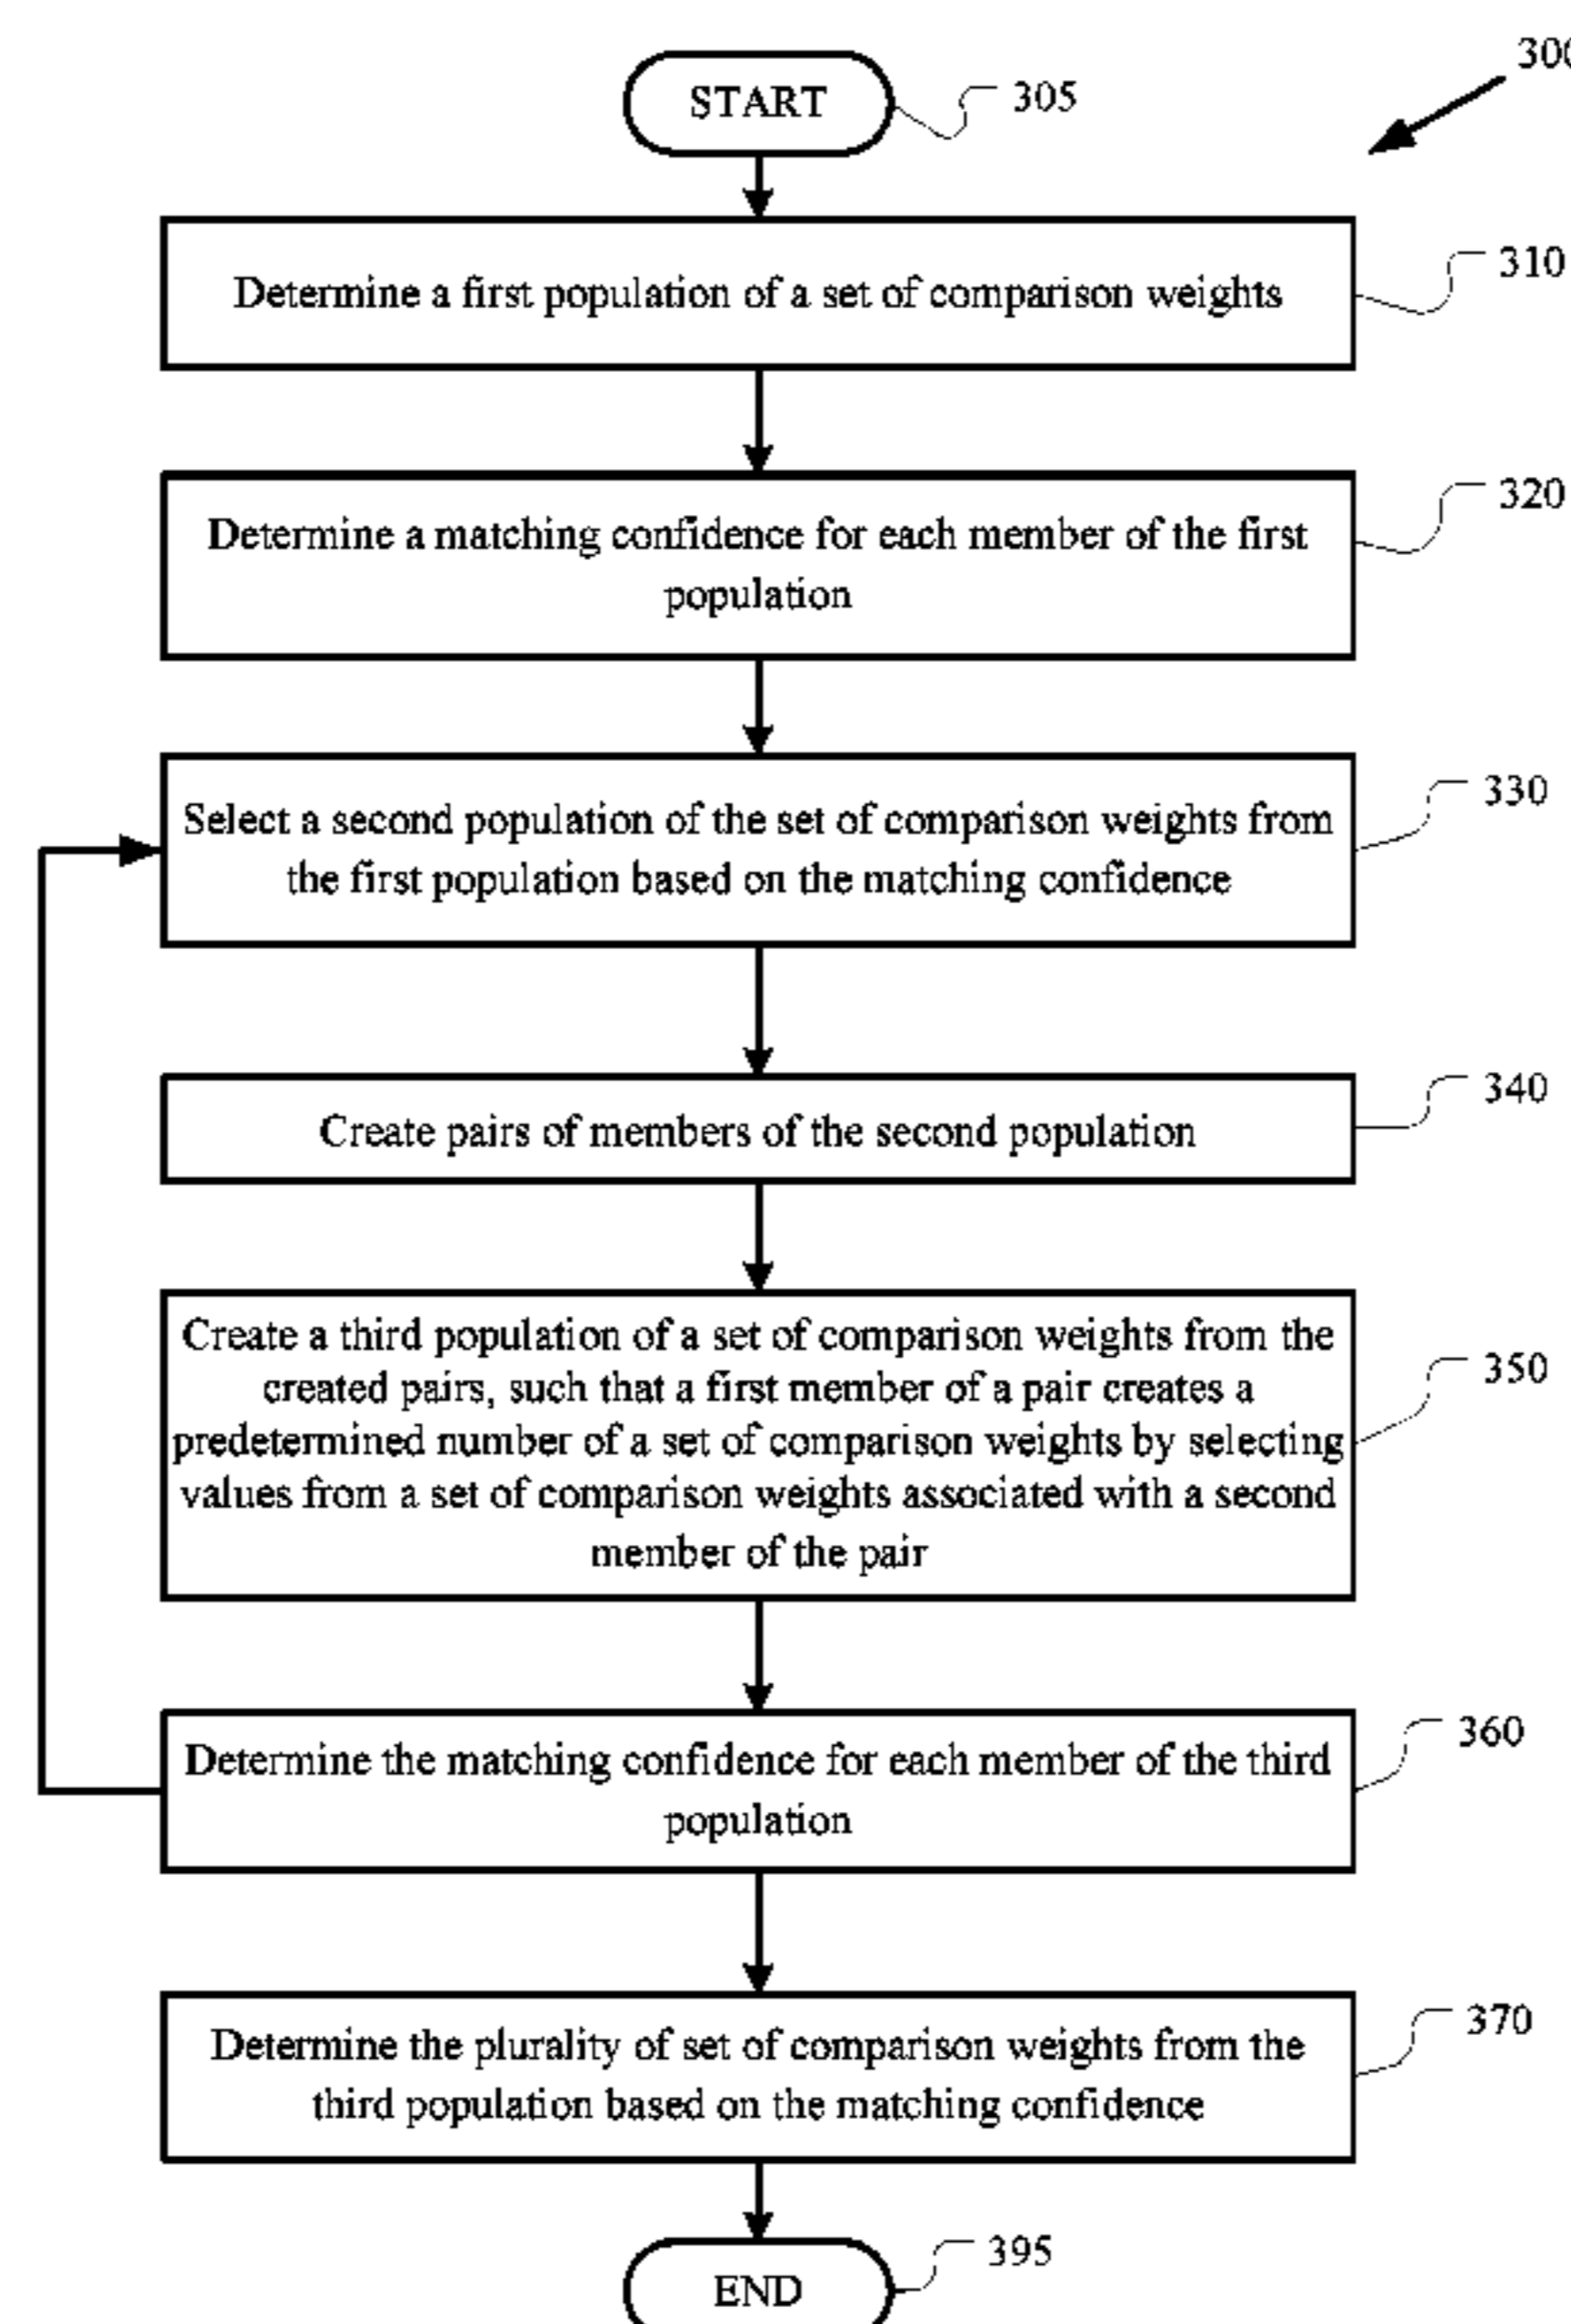 300
START
305
Determine a first population of a set of comparison weights
310
Determine a matching confidence for each member of the first
population
320
Select a second population of the set of comparison weights from
the first population based on the matching confidence
330
Create pairs of members of the second population
340
Create a third population of a set of comparison weights from the
created pairs, such that a first member of a pair creates a
predetermined number of a set of comparison weights by selecting
values from a set of comparison weights associated with a second
member of the pair
350
Determine the matching confidence for each member of the third
population
360
Determine the plurality of set of comparison weights from the
third population based on the matching confidence
370
END
395